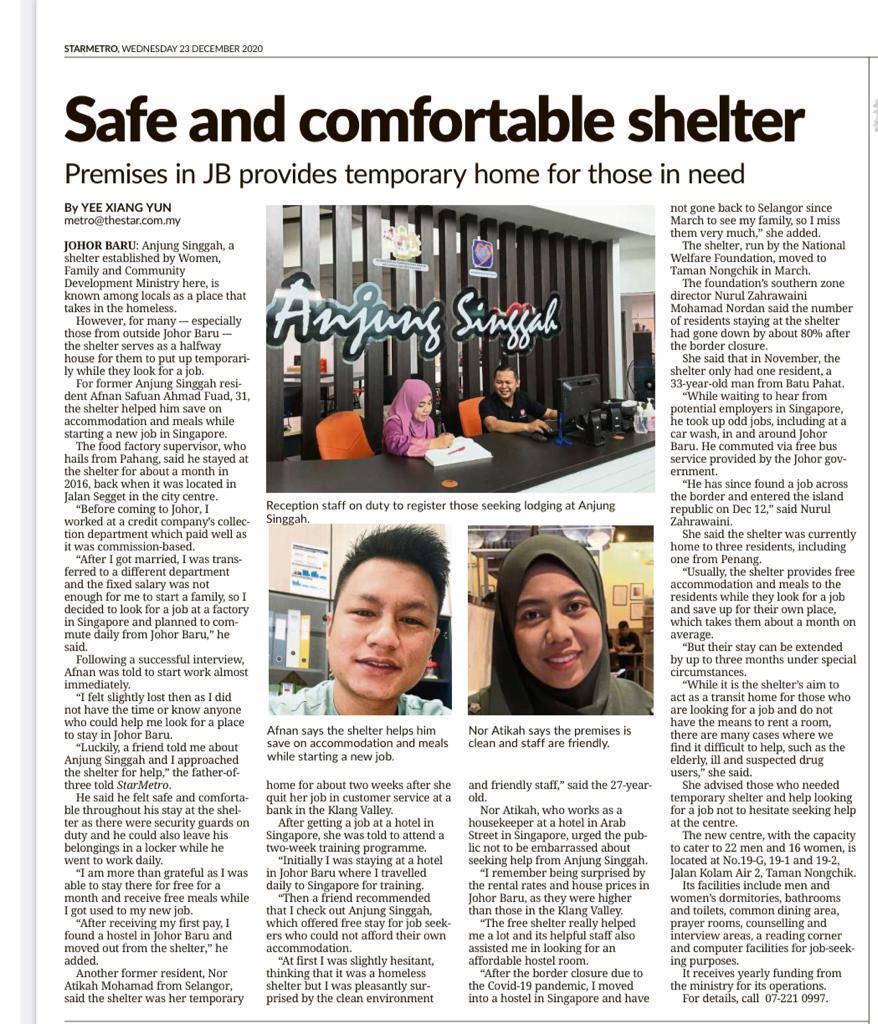 STARMETRO, WEDNESDAY 23 DECEMBER 2020
Safe and comfortable shelter
Premises in JB provides temporary home for those in need
By YEE XIANG YUN
metro@thestar.com.my
JOHOR BARU: Anjung Singgah, a
shelter established by Women,
Family and Community
Development Ministry here, is
known among locals as a place that
takes in the homeless.
However, for many — especially
those from outside Johor Baru —
the shelter serves as a halfway
house for them to put up temporari-
ly while they look for a job.
For former Anjung Singgah resi-
dent Afnan Safuan Ahmad Fuad, 31,
the shelter helped him save on
accommodation and meals while
starting a new job in Singapore.
The food factory supervisor, who
hails from Pahang, said he stayed at
the shelter for about a month in
2016, back when it was located in
Jalan Segget in the city centre.
“Before coming to Johor, I
worked at a credit company’s collec-
tion department which paid well as
it was commission-based.
“After I got married, I was trans-
ferred to a different department
and the fixed salary was not
enough for me to start a family, so I
decided to look for a job at a factory
in Singapore and planned to com-
mute daily from Johor Baru,” he
said.
Following a successful interview,
Afnan was told to start work almost
immediately.
“I felt slightly lost then as I did
not have the time or know anyone
who could help me look for a place
to stay in Johor Baru.
“Luckily, a friend told me about
Anjung Singgah and I approached
the shelter for help,” the father-of-
three told StarMetro.
He said he felt safe and comforta-
ble throughout his stay at the shel-
ter as there were security guards on
duty and he could also leave his
belongings in a locker while he
went to work daily.
“I am more than grateful as I was
able to stay there for free for a
month and receive free meals while
I got used to my new job.
“After receiving my first pay, I
found a hostel in Johor Baru and
moved out from the shelter,” he
added.
Another former resident, Nor
Atikah Mohamad from Selangor,
said the shelter was her temporary
Anjung Singgah
Reception staff on duty to register those seeking lodging at Anjung
Singgah.
Afnan says the shelter helps him
save on accommodation and meals
while starting a new job.
Nor Atikah says the premises is
clean and staff are friendly.
home for about two weeks after she
quit her job in customer service at a
bank in the Klang Valley.
After getting a job at a hotel in
Singapore, she was told to attend a
two-week training programme.
“Initially I was staying at a hotel
in Johor Baru where I travelled
daily to Singapore for training.
“Then a friend recommended
that I check out Anjung Singgah,
which offered free stay for job seek-
ers who could not afford their own
accommodation.
“At first I was slightly hesitant,
thinking that it was a homeless
shelter but I was pleasantly sur-
prised by the clean environment
and friendly staff,” said the 27-year-
old.
Nor Atikah, who works as a
housekeeper at a hotel in Arab
Street in Singapore, urged the pub-
lic not to be embarrassed about
seeking help from Anjung Singgah.
“I remember being surprised by
the rental rates and house prices in
Johor Baru, as they were higher
than those in the Klang Valley.
“The free shelter really helped
me a lot and its helpful staff also
assisted me in looking for an
affordable hostel room.
“After the border closure due to
the Covid-19 pandemic, I moved
into a hostel in Singapore and have
not gone back to Selangor since
March to see my family, so I miss
them very much,” she added.
The shelter, run by the National
Welfare Foundation, moved to
Taman Nongchik in March.
The foundation’s southern zone
director Nurul Zahrawaini
Mohamad Nordan said the number
of residents staying at the shelter
had gone down by about 80% after
the border closure.
She said that in November, the
shelter only had one resident, a
33-year-old man from Batu Pahat.
“While waiting to hear from
potential employers in Singapore,
he took up odd jobs, including at a
car wash, in and around Johor
Baru. He commuted via free bus
service provided by the Johor gov-
ernment.
“He has since found a job across
the border and entered the island
republic on Dec 12,” said Nurul
Zahrawaini.
She said the shelter was currently
home to three residents, including
one from Penang.
“Usually, the shelter provides free
accommodation and meals to the
residents while they look for a job
and save up for their own place,
which takes them about a month on
average.
“But their stay can be extended
by up to three months under special
circumstances.
“While it is the shelter’s aim to
act as a transit home for those who
are looking for a job and do not
have the means to rent a room,
there are many cases where we
find it difficult to help, such as the
elderly, ill and suspected drug
users,” she said.
She advised those who needed
temporary shelter and help looking
for a job not to hesitate seeking help
at the centre.
The new centre, with the capacity
to cater to 22 men and 16 women, is
located at No.19-G, 19-1 and 19-2,
Jalan Kolam Air 2, Taman Nongchik.
Its facilities include men and
women’s dormitories, bathrooms
and toilets, common dining area,
prayer rooms, counselling and
interview areas, a reading corner
and computer facilities for job-seek-
ing purposes.
It receives yearly funding from
the ministry for its operations.
For details, call 07-221 0997.